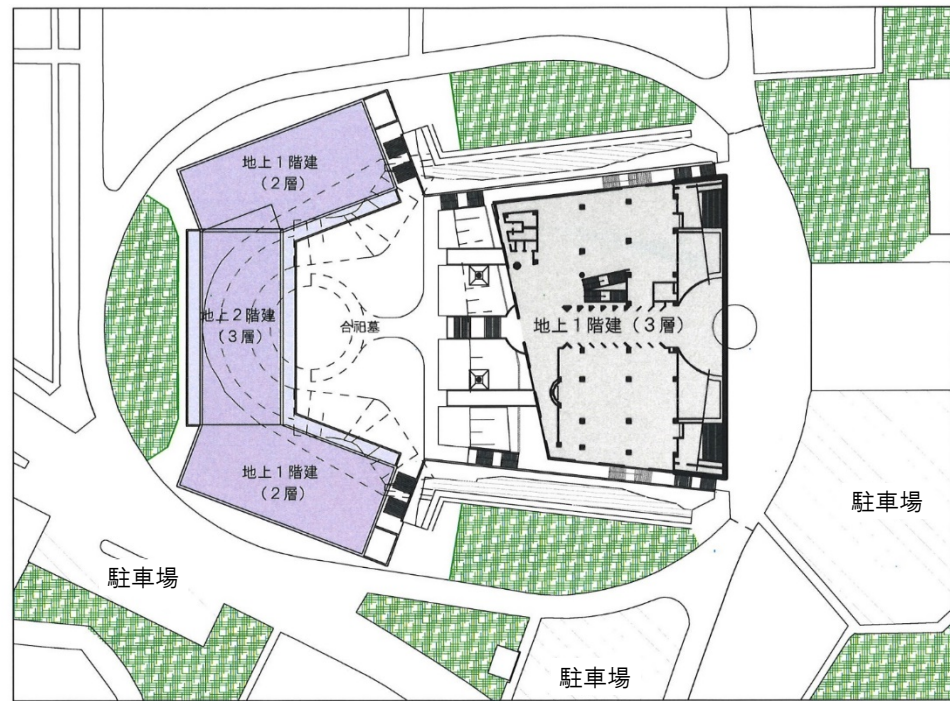 地上1階建
(2層)
地上2階建
(3層)
合祀墓
地上1階建(3層)
地上1階建
(2層)
駐車場
駐車場
駐車場